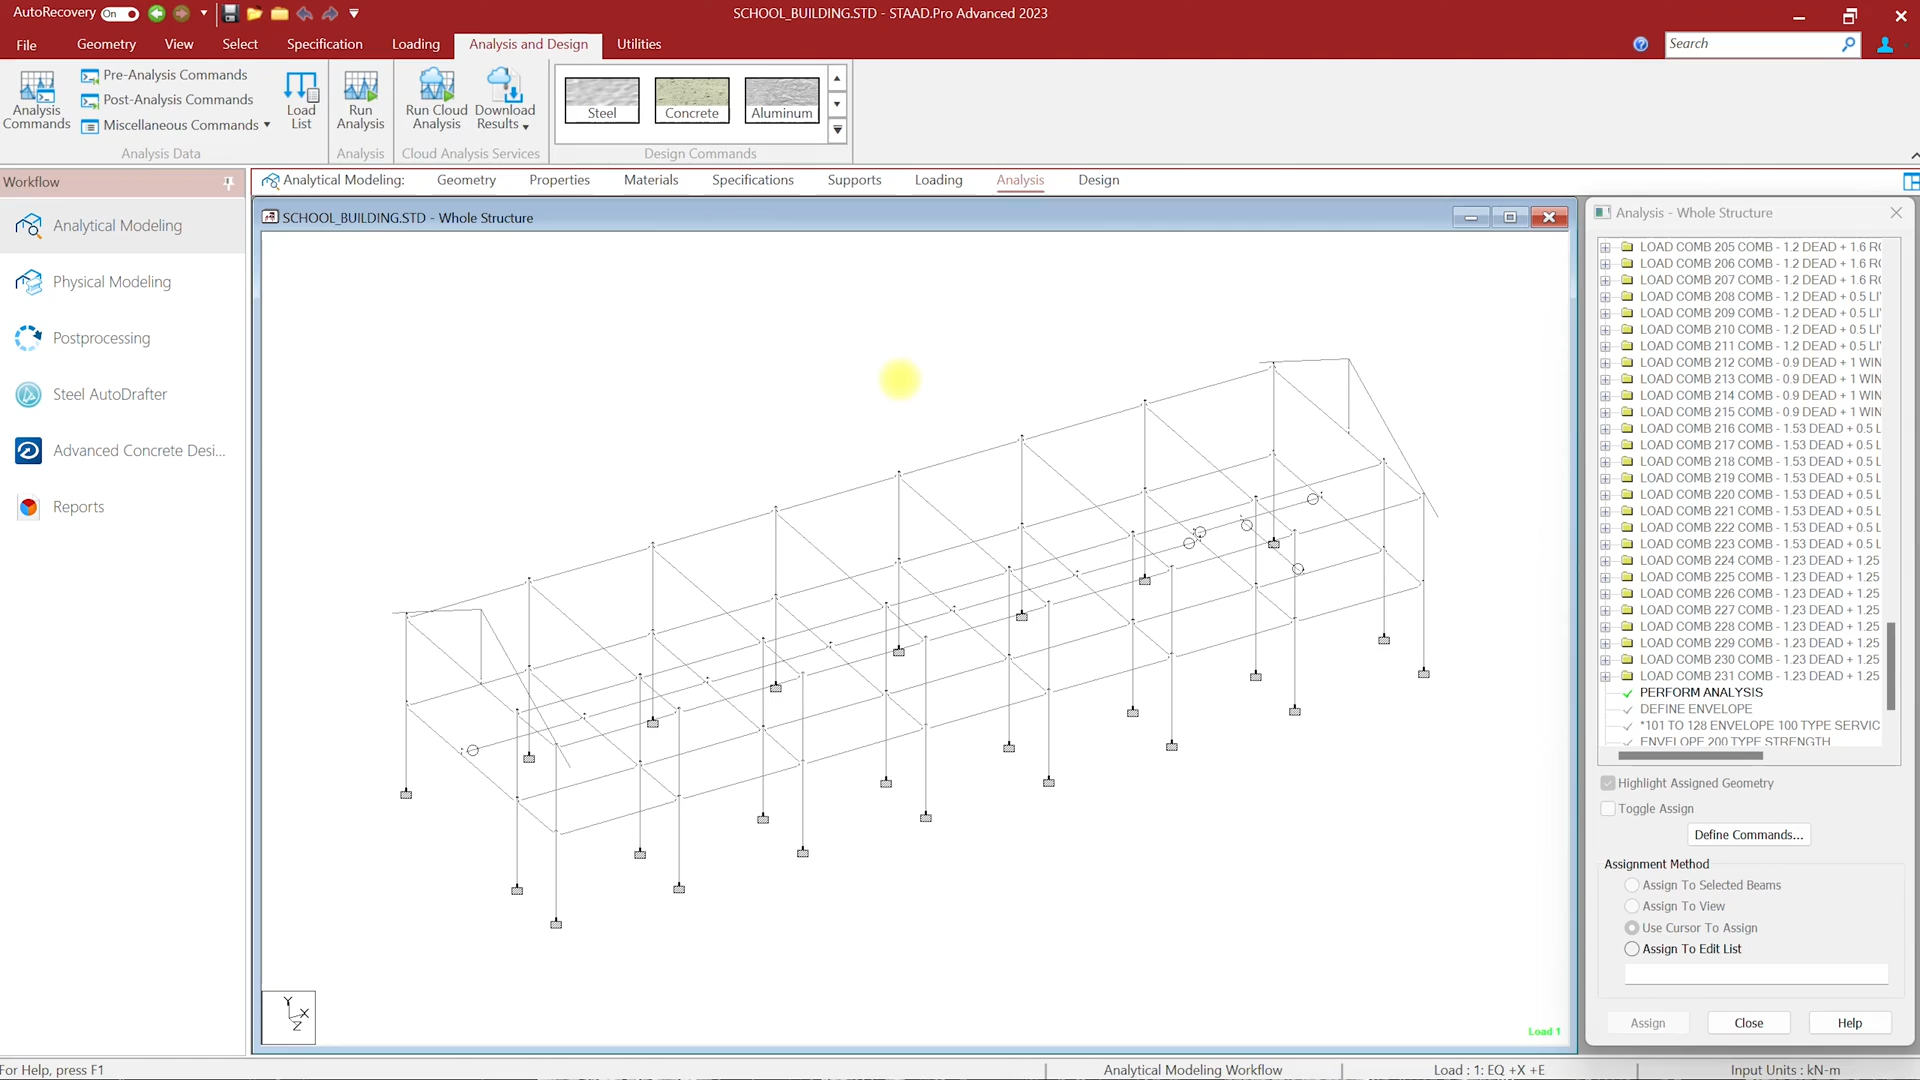 AutoRecovery On
SCHOOL_BUILDING.STD - STAAD.Pro Advanced 2023
File Geometry View Select Specification Loading Analysis and Design Utilities
Search
Analysis Commands
Pre-Analysis Commands
Post-Analysis Commands
Miscellaneous Commands
Load List
Run Analysis
Run Cloud Analysis
Download Results
Steel
Concrete
Aluminum
Analysis Data
Analysis
Cloud Analysis Services
Design Commands
Workflow
Analytical Modeling: Geometry Properties Materials Specifications Supports Loading Analysis Design
Analytical Modeling
Physical Modeling
Postprocessing
Steel AutoDrafter
Advanced Concrete Desi...
Reports
SCHOOL_BUILDING.STD - Whole Structure
Y
X
Z
Load 1
Analysis - Whole Structure
LOAD COMB 205 COMB - 1.2 DEAD + 1.6 RO
LOAD COMB 206 COMB - 1.2 DEAD + 1.6 RO
LOAD COMB 207 COMB - 1.2 DEAD + 1.6 RO
LOAD COMB 208 COMB - 1.2 DEAD + 0.5 LI
LOAD COMB 209 COMB - 1.2 DEAD + 0.5 LI
LOAD COMB 210 COMB - 1.2 DEAD + 0.5 LI
LOAD COMB 211 COMB - 1.2 DEAD + 0.5 LI
LOAD COMB 212 COMB - 0.9 DEAD + 1 WIN
LOAD COMB 213 COMB - 0.9 DEAD + 1 WIN
LOAD COMB 214 COMB - 0.9 DEAD + 1 WIN
LOAD COMB 215 COMB - 0.9 DEAD + 1 WIN
LOAD COMB 216 COMB - 1.53 DEAD + 0.5 L
LOAD COMB 217 COMB - 1.53 DEAD + 0.5 L
LOAD COMB 218 COMB - 1.53 DEAD + 0.5 L
LOAD COMB 219 COMB - 1.53 DEAD + 0.5 L
LOAD COMB 220 COMB - 1.53 DEAD + 0.5 L
LOAD COMB 221 COMB - 1.53 DEAD + 0.5 L
LOAD COMB 222 COMB - 1.53 DEAD + 0.5 L
LOAD COMB 223 COMB - 1.53 DEAD + 0.5 L
LOAD COMB 224 COMB - 1.23 DEAD + 1.25
LOAD COMB 225 COMB - 1.23 DEAD + 1.25
LOAD COMB 226 COMB - 1.23 DEAD + 1.25
LOAD COMB 227 COMB - 1.23 DEAD + 1.25
LOAD COMB 228 COMB - 1.23 DEAD + 1.25
LOAD COMB 229 COMB - 1.23 DEAD + 1.25
LOAD COMB 230 COMB - 1.23 DEAD + 1.25
LOAD COMB 231 COMB - 1.23 DEAD + 1.25
PERFORM ANALYSIS
DEFINE ENVELOPE
*101 TO 128 ENVELOPE 100 TYPE SERVIC
ENVELOPE 200 TYPE STRENGTH
Highlight Assigned Geometry
Toggle Assign
Define Commands...
Assignment Method
Assign To Selected Beams
Assign To View
Use Cursor To Assign
Assign To Edit List
Assign Close Help
For Help, press F1
Analytical Modeling Workflow
Load : 1: EQ +X +E
Input Units : kN-m